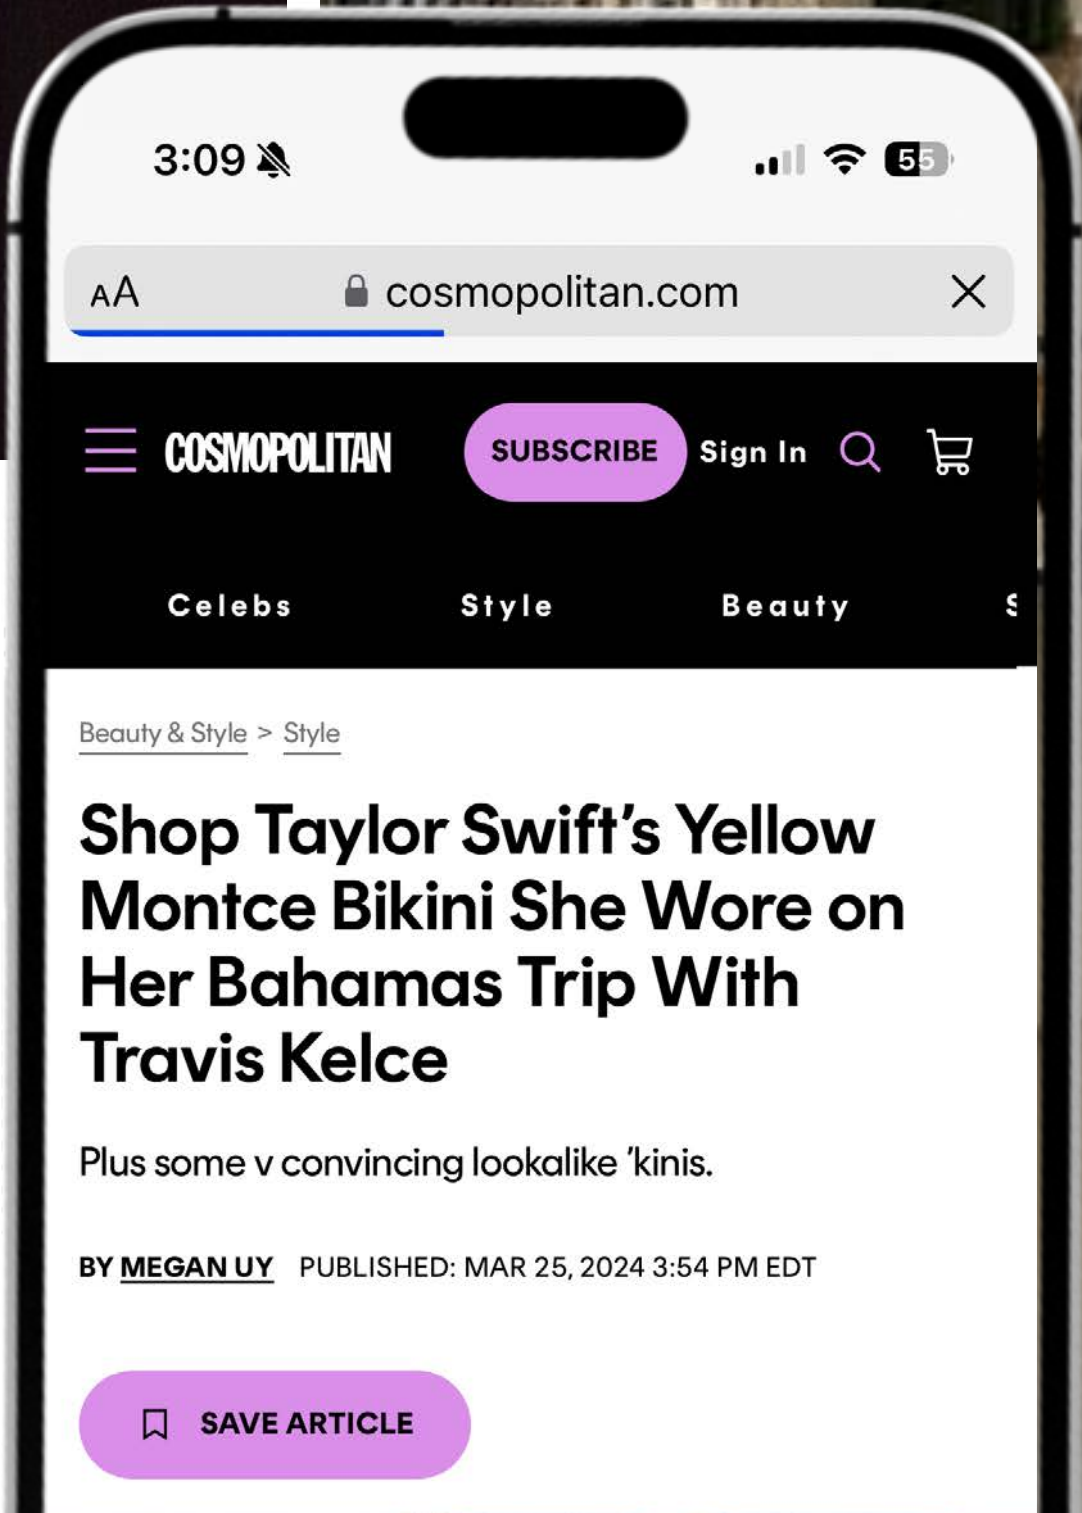 3:09
55
AA cosmopolitan.com
COSMOPOLITAN SUBSCRIBE Sign In
Celebs Style Beauty
Beauty & Style > Style
Shop Taylor Swift’s Yellow
Montce Bikini She Wore on
Her Bahamas Trip With
Travis Kelce
Plus some v convincing lookalike ’kinis.
BY MEGAN UY PUBLISHED: MAR 25, 2024 3:54 PM EDT
SAVE ARTICLE